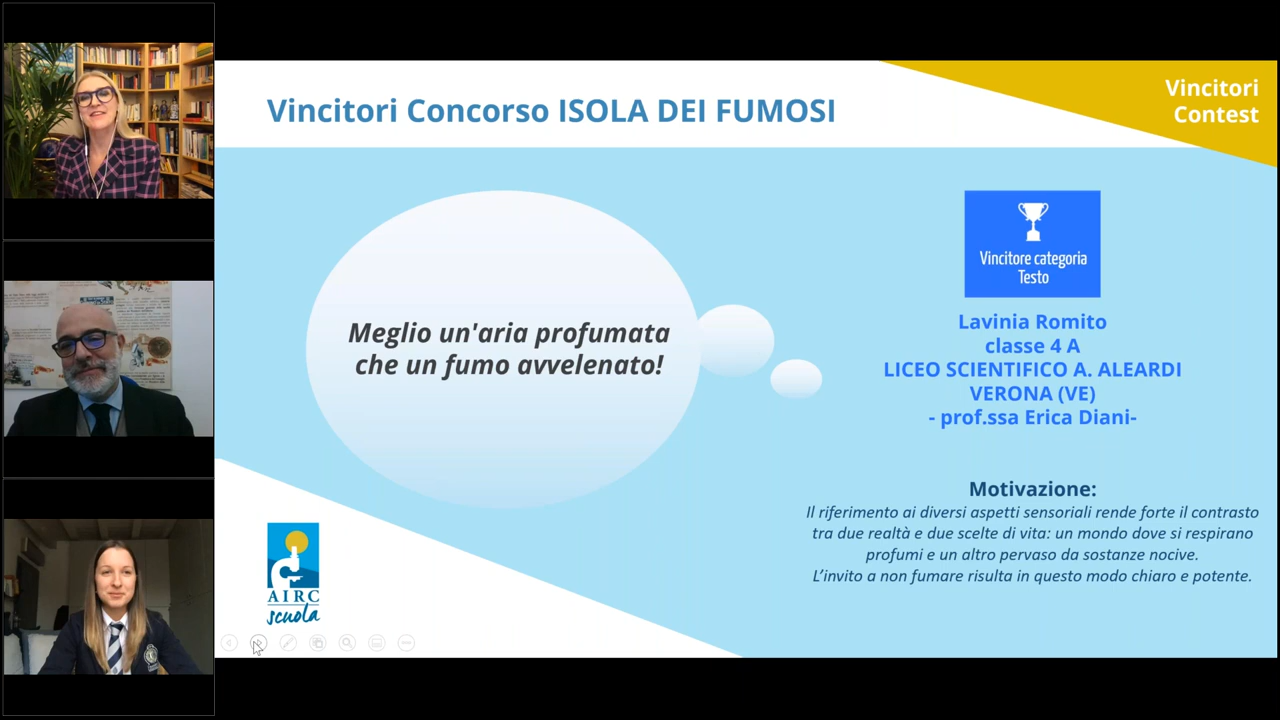 Vincitori Concorso ISOLA DEI FUMOSI
Vincitori
Contest
Meglio un'aria profumata
che un fumo avvelenato!
Vincitore categoria
Testo
Lavinia Romito
classe 4 A
LICEO SCIENTIFICO A. ALEARDI
VERONA (VE)
- prof.ssa Erica Diani-
Motivazione:
Il riferimento ai diversi aspetti sensoriali rende forte il contrasto
tra due realtà e due scelte di vita: un mondo dove si respirano
profumi e un altro pervaso da sostanze nocive.
L'invito a non fumare risulta in questo modo chiaro e potente.
AIRC
scuola